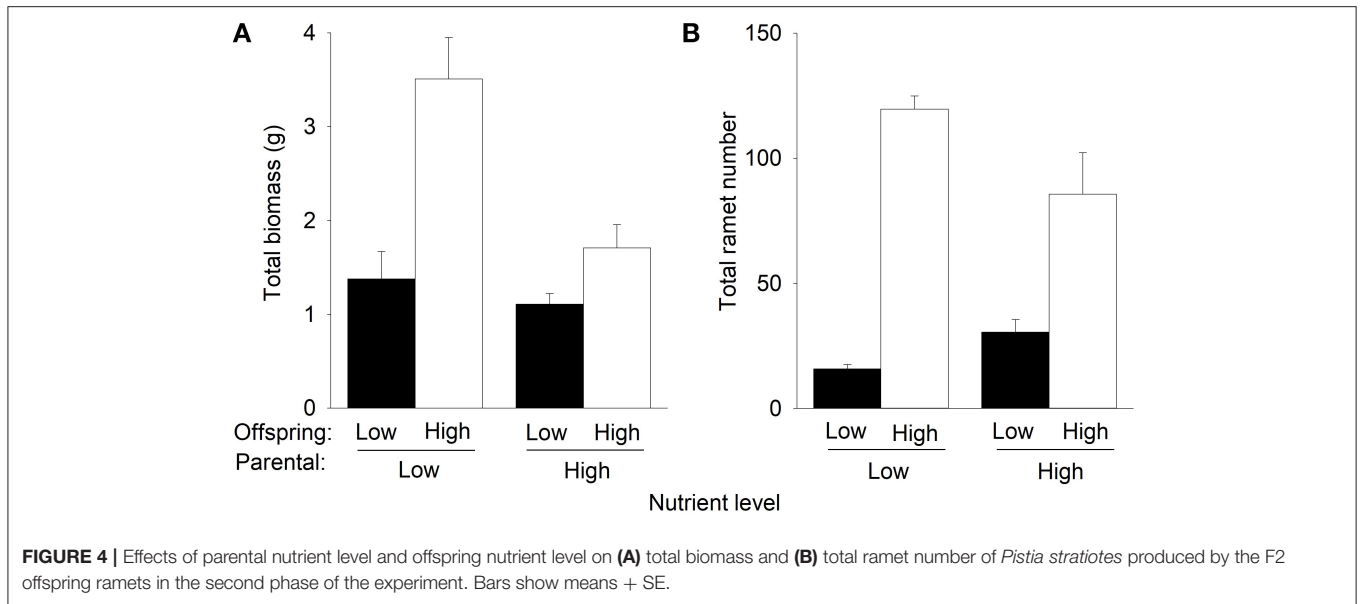 A
4
3
2
1
0
Total biomass (g)
B
150
100
50
0
Total ramet number
Offspring: Low High Low High Low High Low High
Parental: Low High Low High
Nutrient level
FIGURE 4 | Effects of parental nutrient level and offspring nutrient level on (A) total biomass and (B) total ramet number of Pistia stratiotes produced by the F2
offspring ramets in the second phase of the experiment. Bars show means + SE.